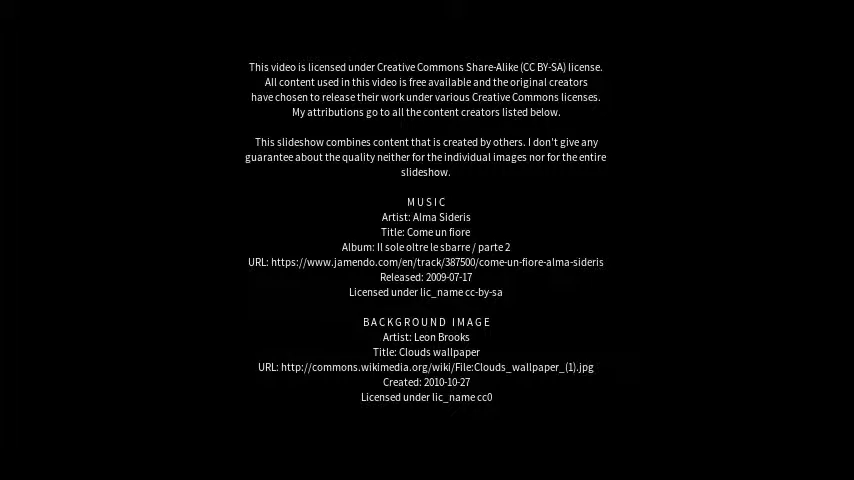 This video is licensed under Creative Commons Share-Alike (CC BY-SA) license.
All content used in this video is free available and the original creators
have chosen to release their work under various Creative Commons licenses.
My attributions go to all the content creators listed below.
This slideshow combines content that is created by others. I don't give any
guarantee about the quality neither for the individual images nor for the entire
slideshow.
MUSIC
Artist: Alma Sideris
Title: Come un fiore
Album: Il sole oltre le sbarre / parte 2
URL: https://www.jamendo.com/en/track/387500/come-un-fiore-alma-sideris
Released: 2009-07-17
Licensed under lic_name cc-by-sa
BACKGROUND IMAGE
Artist: Leon Brooks
Title: Clouds wallpaper
URL: http://commons.wikimedia.org/wiki/File:Clouds_wallpaper_(1).jpg
Created: 2010-10-27
Licensed under lic_name cc0